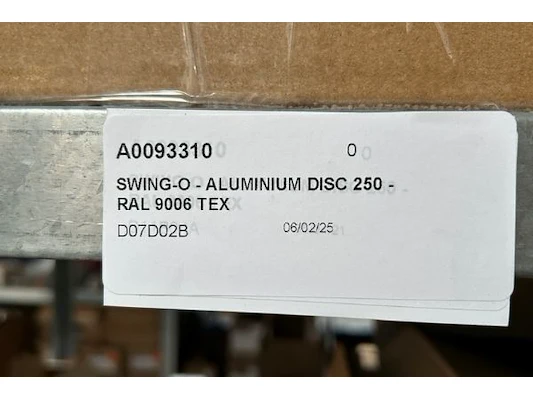 A0093310 0
SWING-O - ALUMINIUM DISC 250 -
RAL 9006 TEX
D07D02B 06/02/25